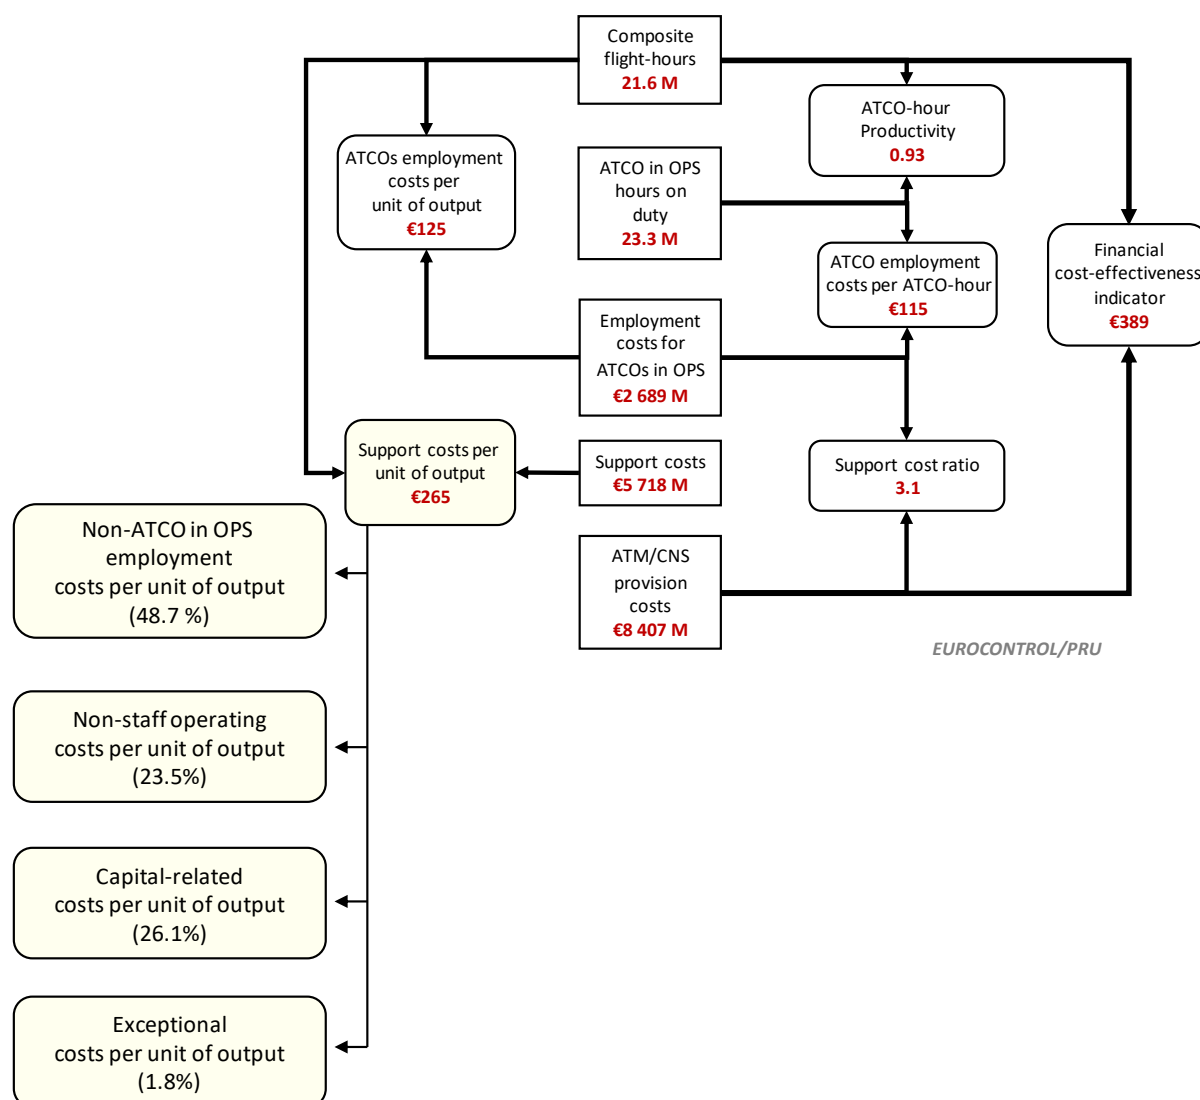 Composite
flight-hours
21.6 M
ATCO-hour
Productivity
0.93
ATCOs employment
costs per
unit of output
€125
ATCO in OPS
hours on
duty
23.3 M
ATCO employment
costs per ATCO-hour
€115
Financial
cost-effectiveness
indicator
€389
Employment
costs for
ATCOs in OPS
€2 689 M
Support costs per
unit of output
€265
Support costs
€5 718 M
Support cost ratio
3.1
Non-ATCO in OPS
employment
costs per unit of output
(48.7 %)
ATM/CNS
provision
costs
€8 407 M
EUROCONTROL/PRU
Non-staff operating
costs per unit of output
(23.5%)
Capital-related
costs per unit of output
(26.1%)
Exceptional
costs per unit of output
(1.8%)